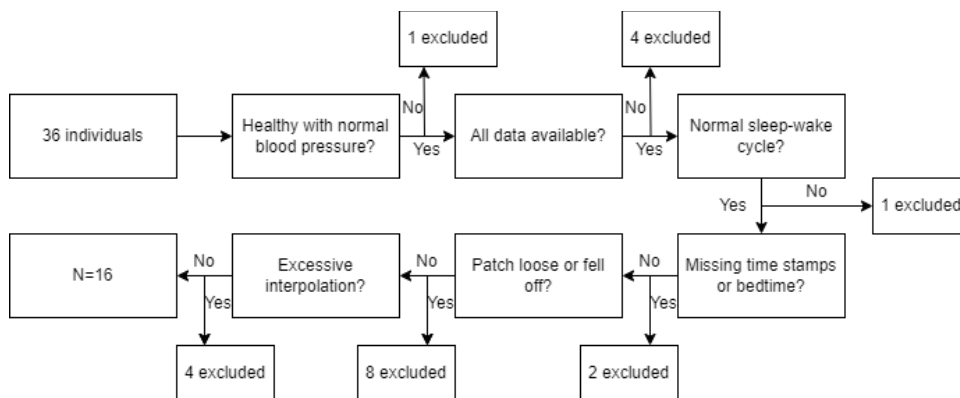 1 excluded
4 excluded
36 individuals
Healthy with normal
blood pressure?
No
Yes
All data available?
No
Yes
Normal sleep-wake
cycle?
Yes
No
1 excluded
N=16
No
Yes
Excessive
interpolation?
No
Yes
Patch loose or fell
off?
No
Yes
Missing time stamps
or bedtime?
4 excluded
8 excluded
2 excluded